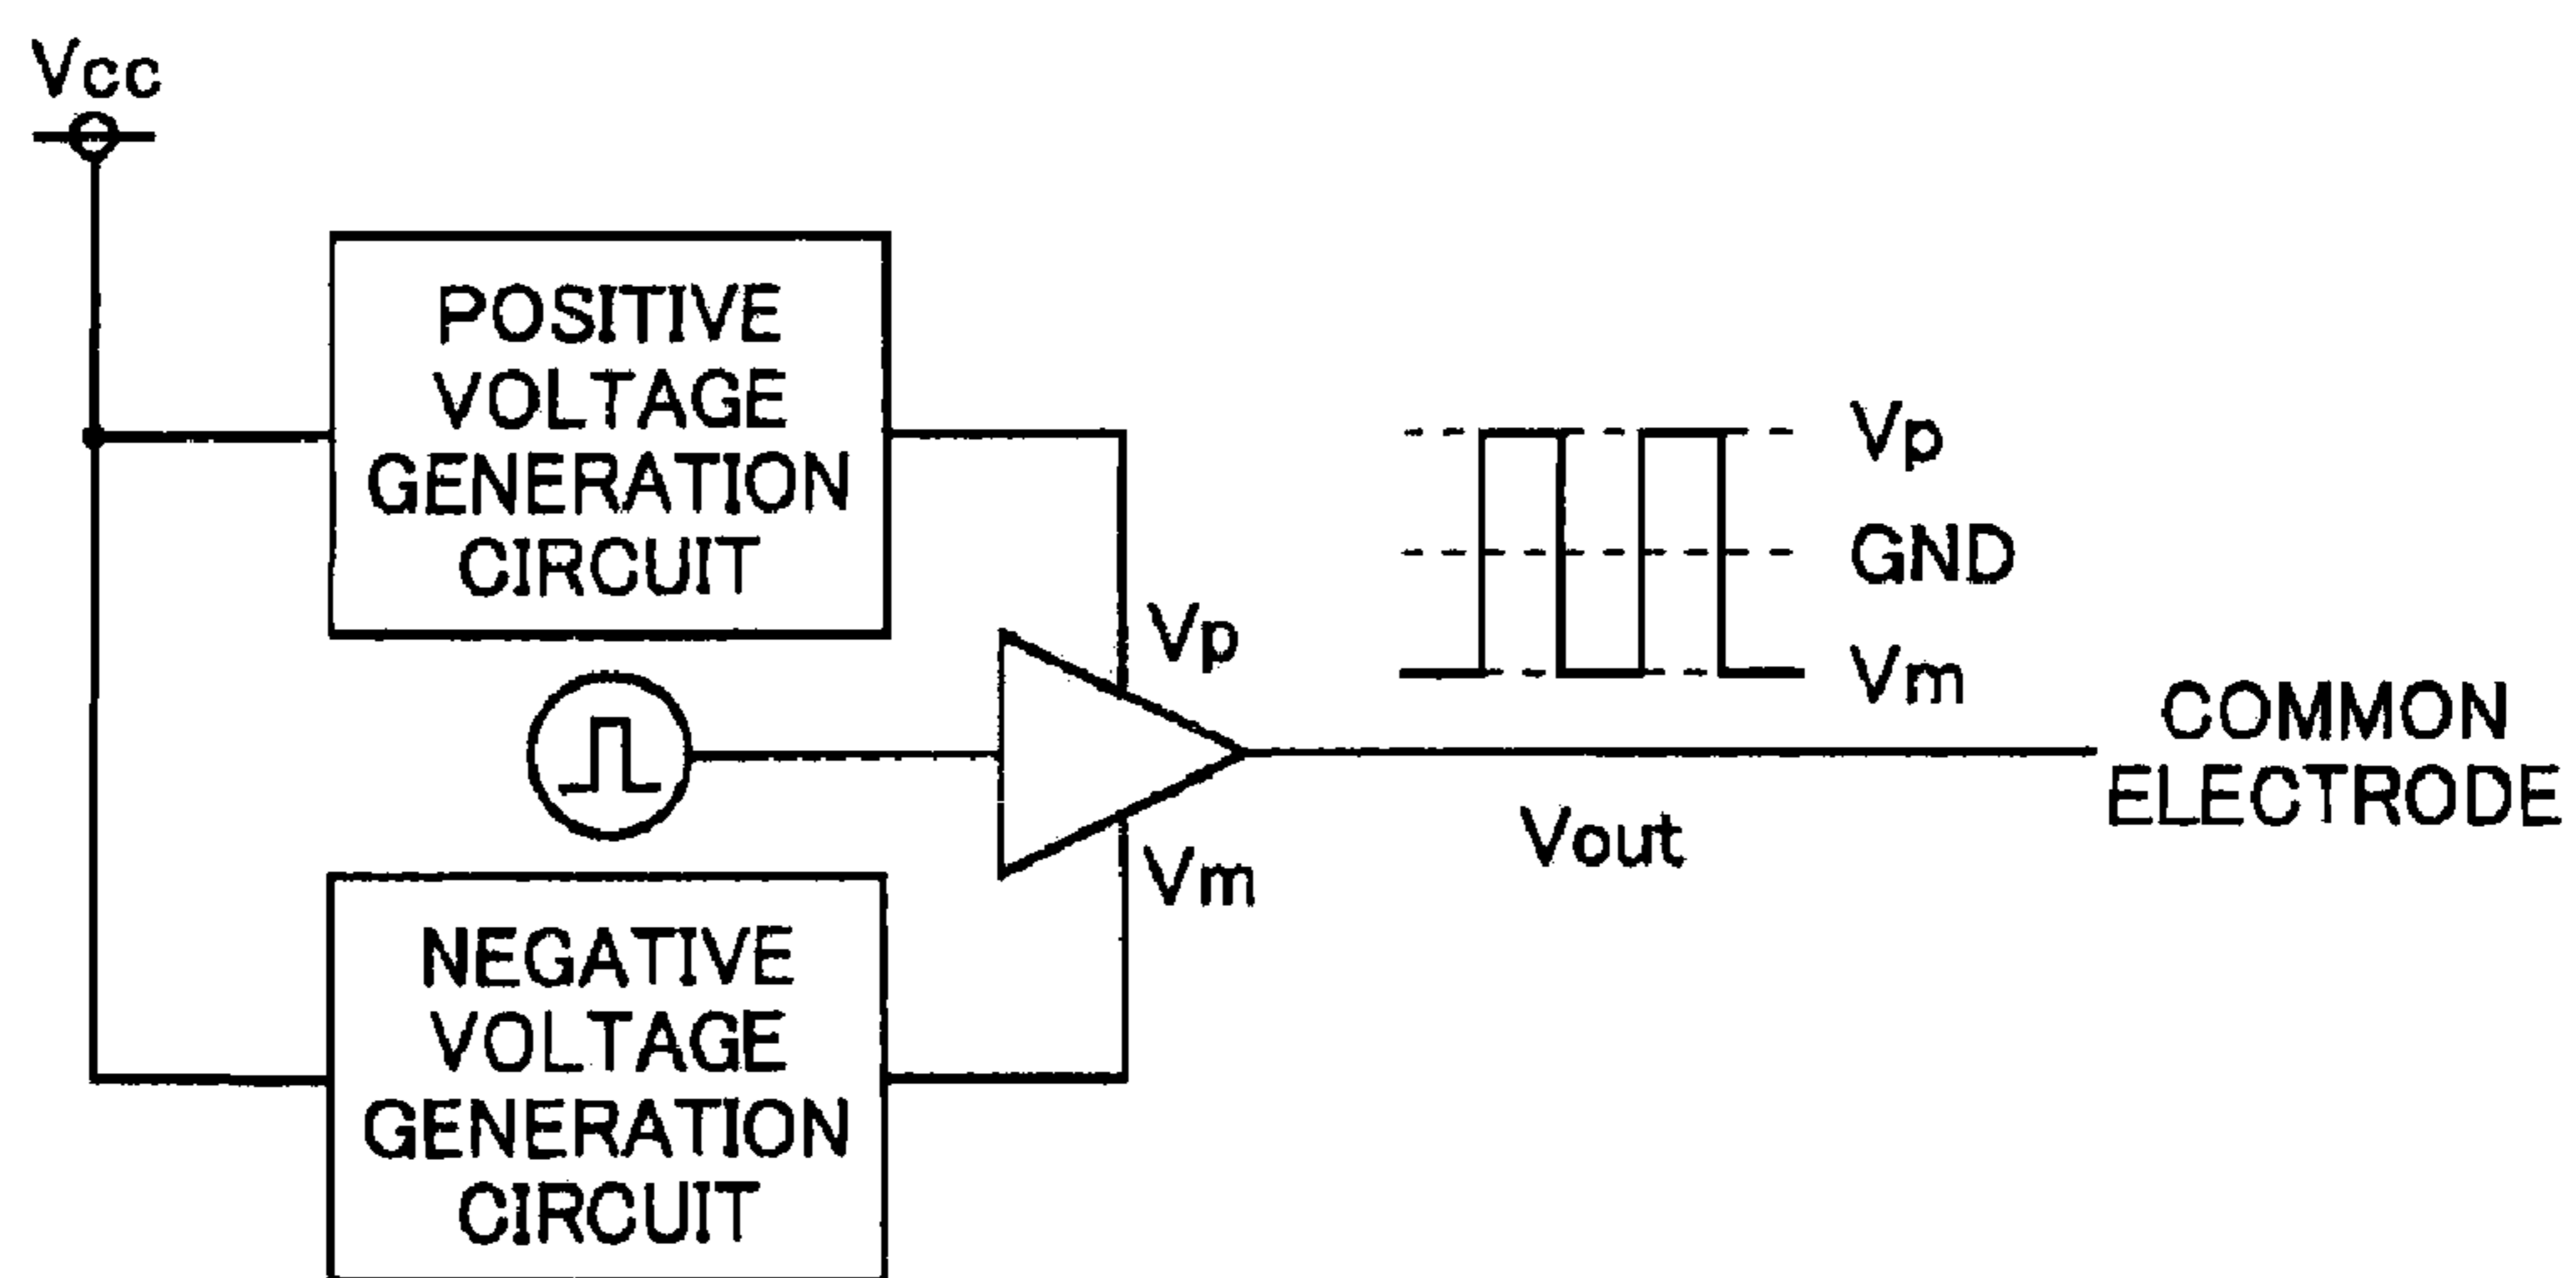 Vcc
POSITIVE
VOLTAGE
GENERATION
CIRCUIT
Vp
GND
Vm
Vp
Vm
Vout
COMMON
ELECTRODE
NEGATIVE
VOLTAGE
GENERATION
CIRCUIT